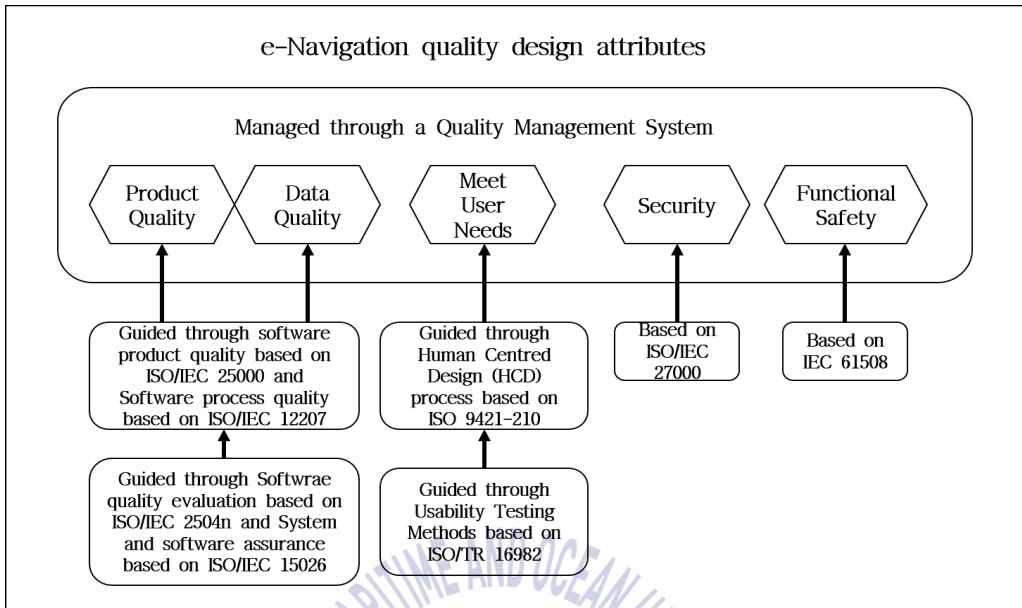 e-Navigation quality design attributes
Managed through a Quality Management System
Product
Quality
Data
Quality
Meet
User
Needs
Security
Functional
Safety
Guided through software
product quality based on
ISO/IEC 25000 and
Software process quality
based on ISO/IEC 12207
Guided through
Human Centred
Design (HCD)
process based on
ISO 9421-210
Based on
ISO/IEC
27000
Based on
IEC 61508
Guided through Softwrae
quality evaluation based on
ISO/IEC 2504n and System
and software assurance
based on ISO/IEC 15026
Guided through
Usability Testing
Methods based on
ISO/TR 16982
TIME AND OCEAN